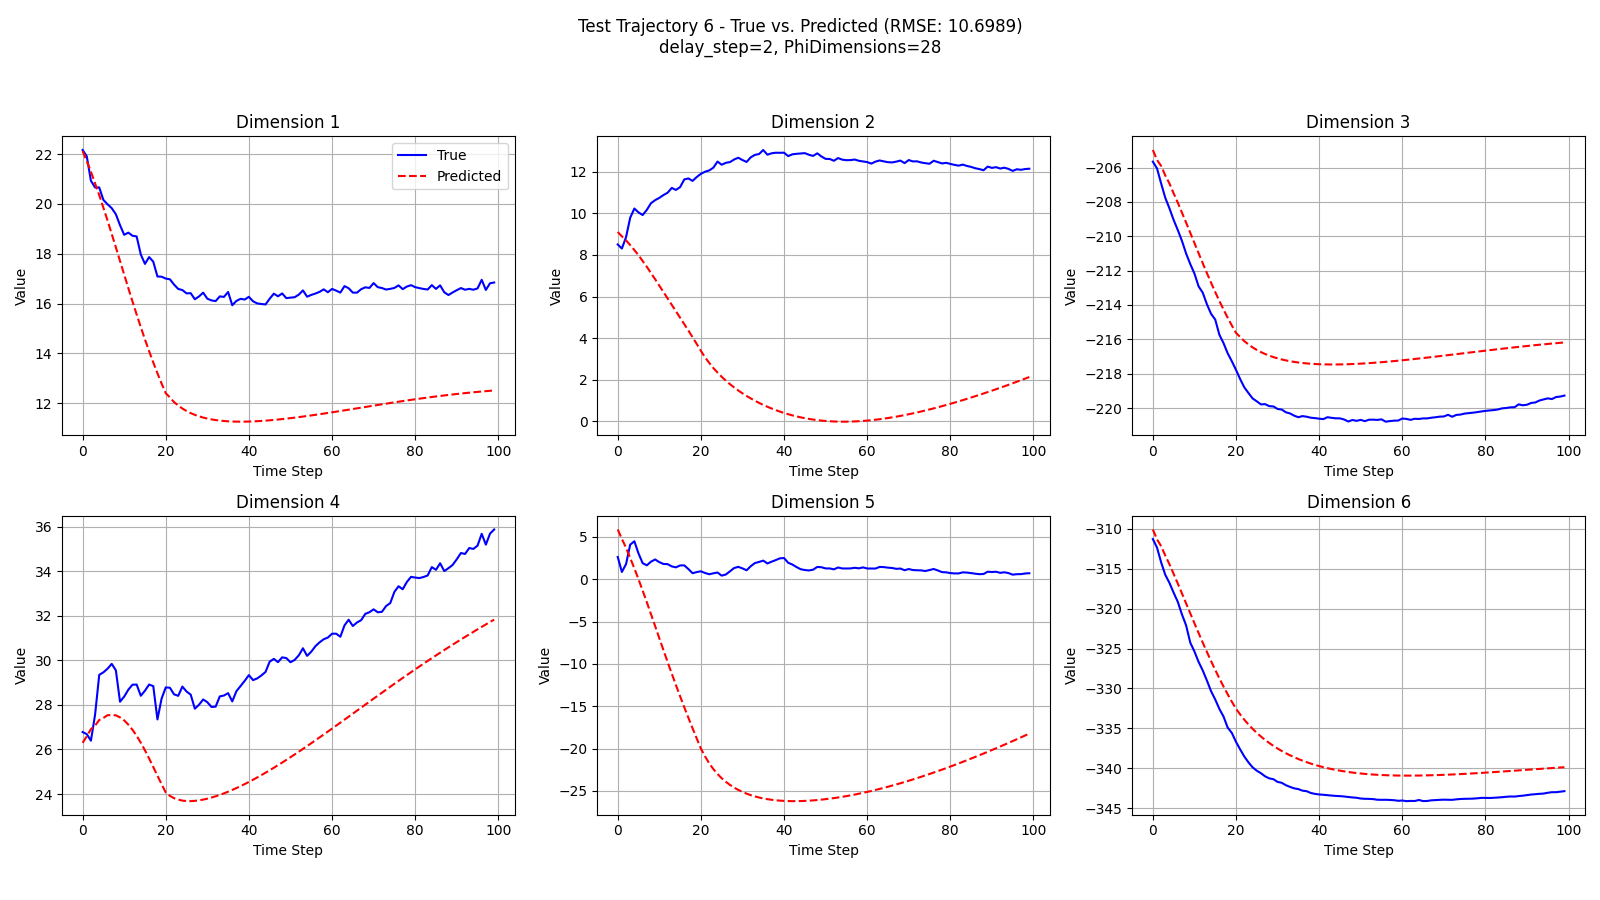 Test Trajectory 6 - True vs. Predicted (RMSE: 10.6989)
delay_step=2, PhiDimensions=28
Dimension 1
Value
22
20
18
16
14
12
0 20 40 60 80 100
Time Step
True
Predicted
Dimension 2
Value
12
10
8
6
4
2
0
0 20 40 60 80 100
Time Step
Dimension 3
Value
−206
−208
−210
−212
−214
−216
−218
−220
0 20 40 60 80 100
Time Step
Dimension 4
Value
36
34
32
30
28
26
24
0 20 40 60 80 100
Time Step
Dimension 5
Value
5
0
−5
−10
−15
−20
−25
0 20 40 60 80 100
Time Step
Dimension 6
Value
−310
−315
−320
−325
−330
−335
−340
−345
0 20 40 60 80 100
Time Step